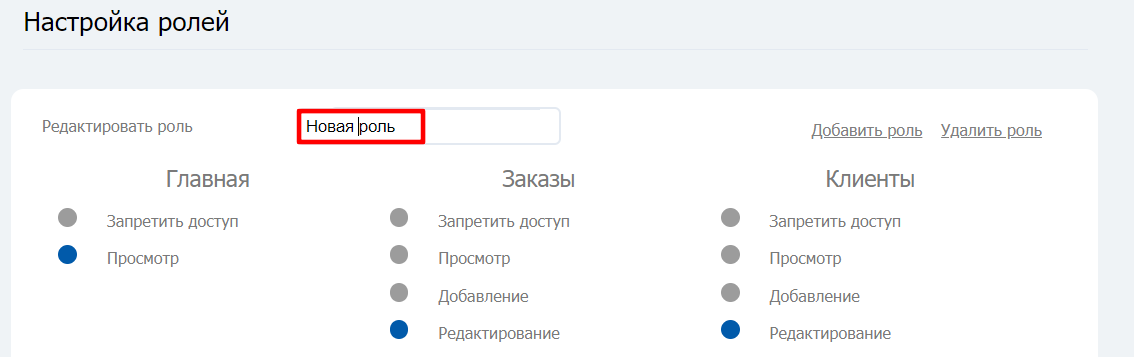 Настройка ролей
Редактировать роль Новая роль Добавить роль Удалить роль
Главная Заказы Клиенты
Запретить доступ Запретить доступ Запретить доступ
Просмотр Просмотр Просмотр
Добавление Добавление
Редактирование Редактирование